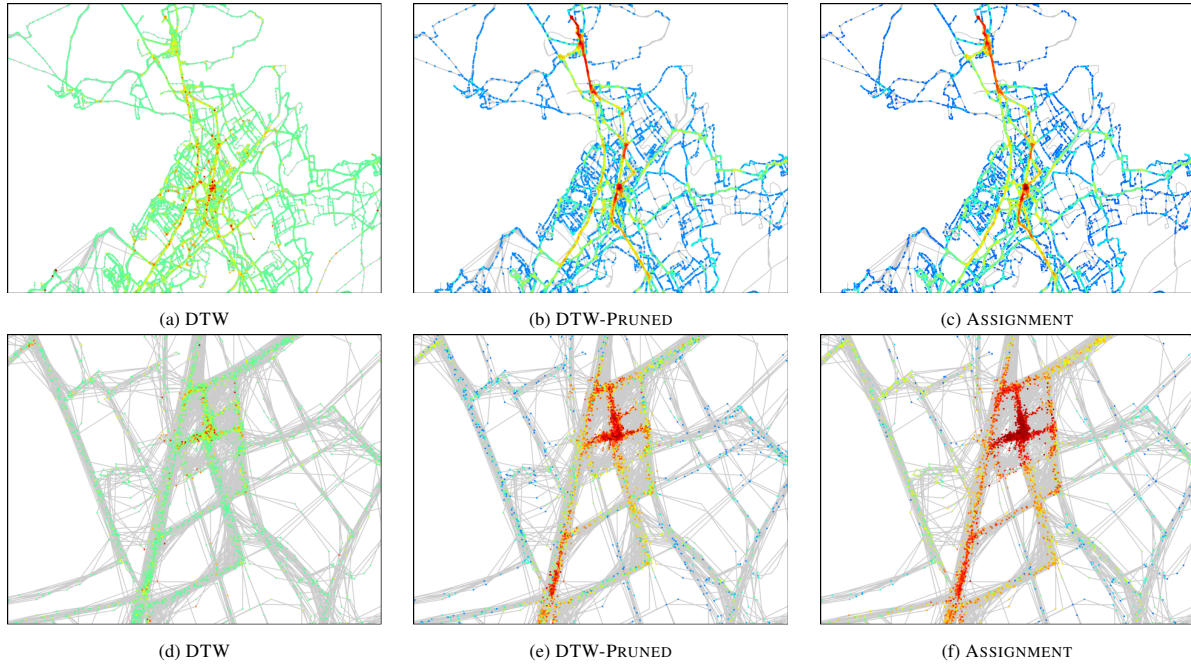 (a) DTW
(b) DTW-PRUNED
(c) ASSIGNMENT
(d) DTW
(e) DTW-PRUNED
(f) ASSIGNMENT